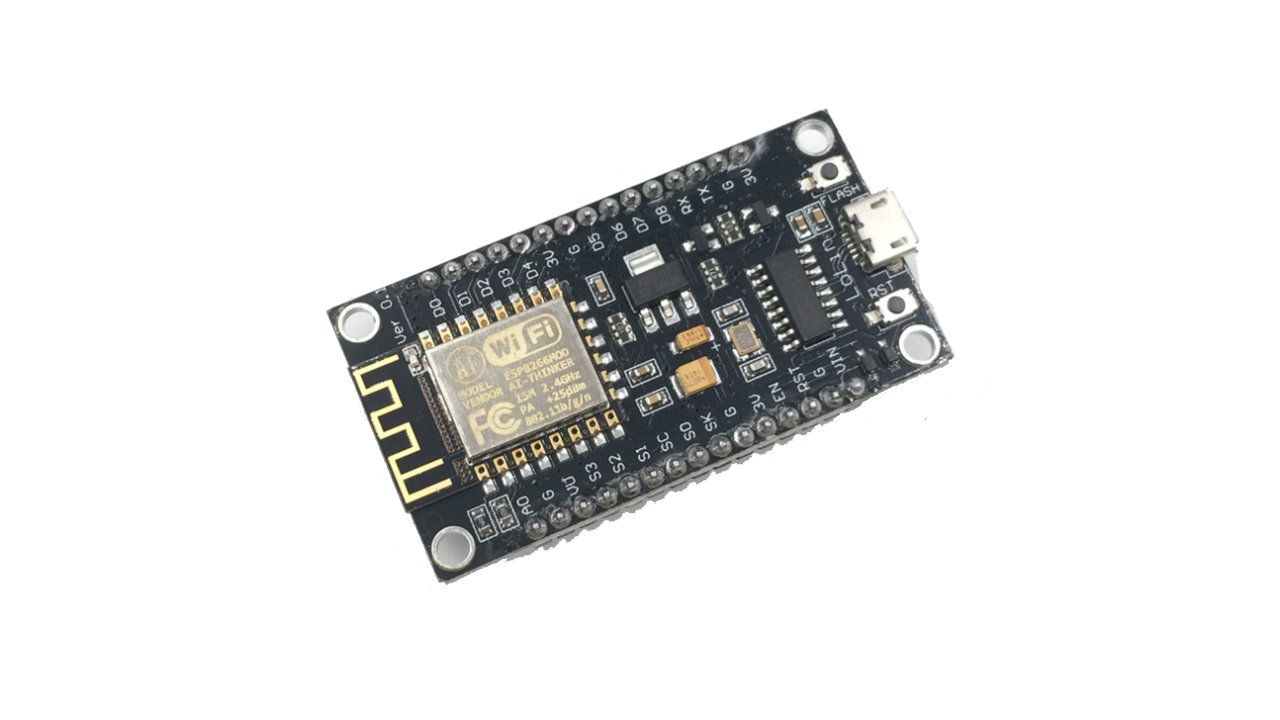 3V
G
TX
RX
D8
D7
D6
D5
G
3V
D4
D3
D2
D1
D0
Ver 0.1
FLASH
LoLin
RST
WiFi
Ai
MODEL ESP8266MOD
VENDOR AI-THINKER
ISM 2.4GHz
PA +25dBm
802.11b/g/n
FC
+
A0
G
VU
S3
S2
S1
SC
S0
SK
G
3V
EN
RST
G
VIN